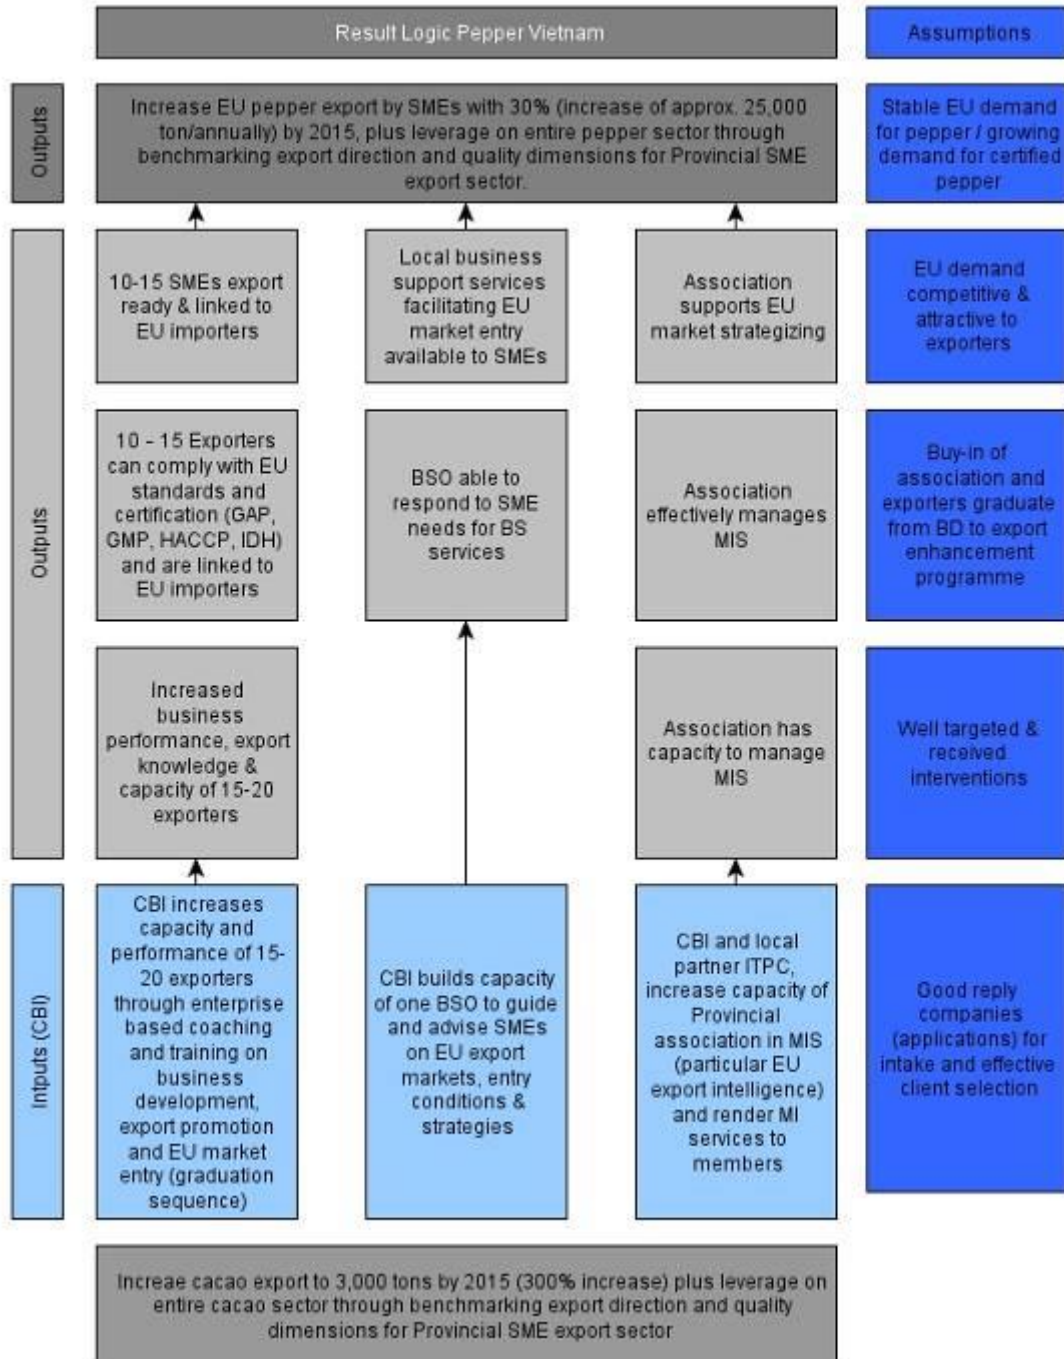 Result Logic Pepper Vietnam
Assumptions
Outputs
Increase EU pepper export by SMEs with 30% (increase of approx. 25,000
ton/annually) by 2015, plus leverage on entire pepper sector through
benchmarking export direction and quality dimensions for Provincial SME
export sector.
Stable EU demand
for pepper / growing
demand for certified
pepper
Outputs
10-15 SMEs export
ready & linked to
EU importers
Local business
support services
facilitating EU
market entry
available to SMEs
Association
supports EU
market strategizing
EU demand
competitive &
attractive to
exporters
10 - 15 Exporters
can comply with EU
standards and
certification (GAP,
GMP, HACCP, IDH)
and are linked to
EU importers
BSO able to
respond to SME
needs for BS
services
Association
effectively manages
MIS
Buy-in of
association and
exporters graduate
from BD to export
enhancement
programme
Increased
business
performance, export
knowledge &
capacity of 15-20
exporters
Association has
capacity to manage
MIS
Well targeted &
received
interventions
Intputs (CBI)
CBI increases
capacity and
performance of 15-
20 exporters
through enterprise
based coaching
and training on
business
development,
export promotion
and EU market
entry (graduation
sequence)
CBI builds capacity
of one BSO to guide
and advise SMEs
on EU export
markets, entry
conditions &
strategies
CBI and local
partner ITPC,
increase capacity of
Provincial
association in MIS
(particular EU
export intelligence)
and render MI
services to
members
Good reply
companies
(applications) for
intake and effective
client selection
Increae cacao export to 3,000 tons by 2015 (300% increase) plus leverage on
entire cacao sector through benchmarking export direction and quality
dimensions for Provincial SME export sector